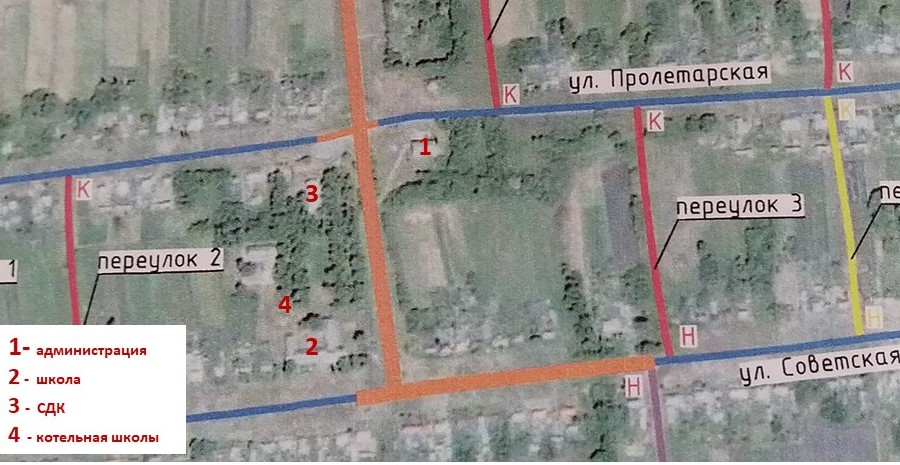 К
К
ул. Пролетарская
К
К
1
3
К
переулок 3
пе
1
переулок 2
4
2
Н
Н
Н
ул. Советская
1- администрация
2 - школа
3 - СДК
4 - котельная школы